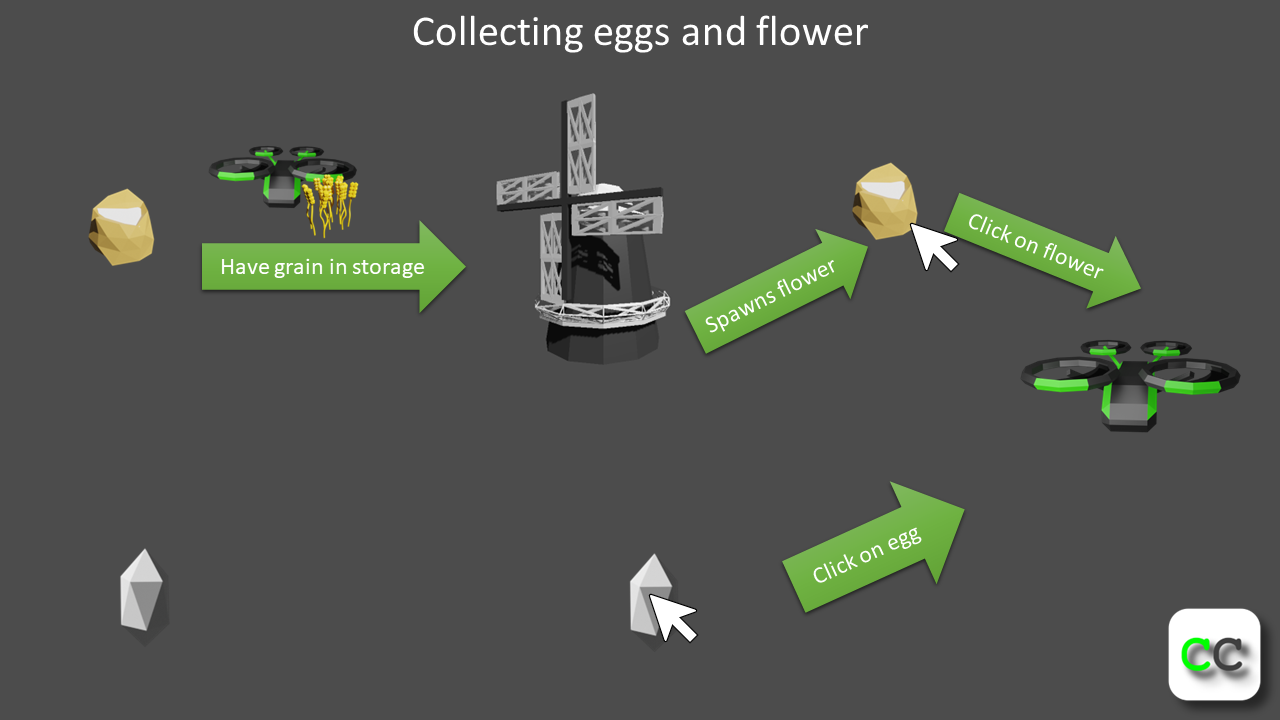 Collecting eggs and flower
Have grain in storage
Spawns flower
Click on flower
Click on egg
CC